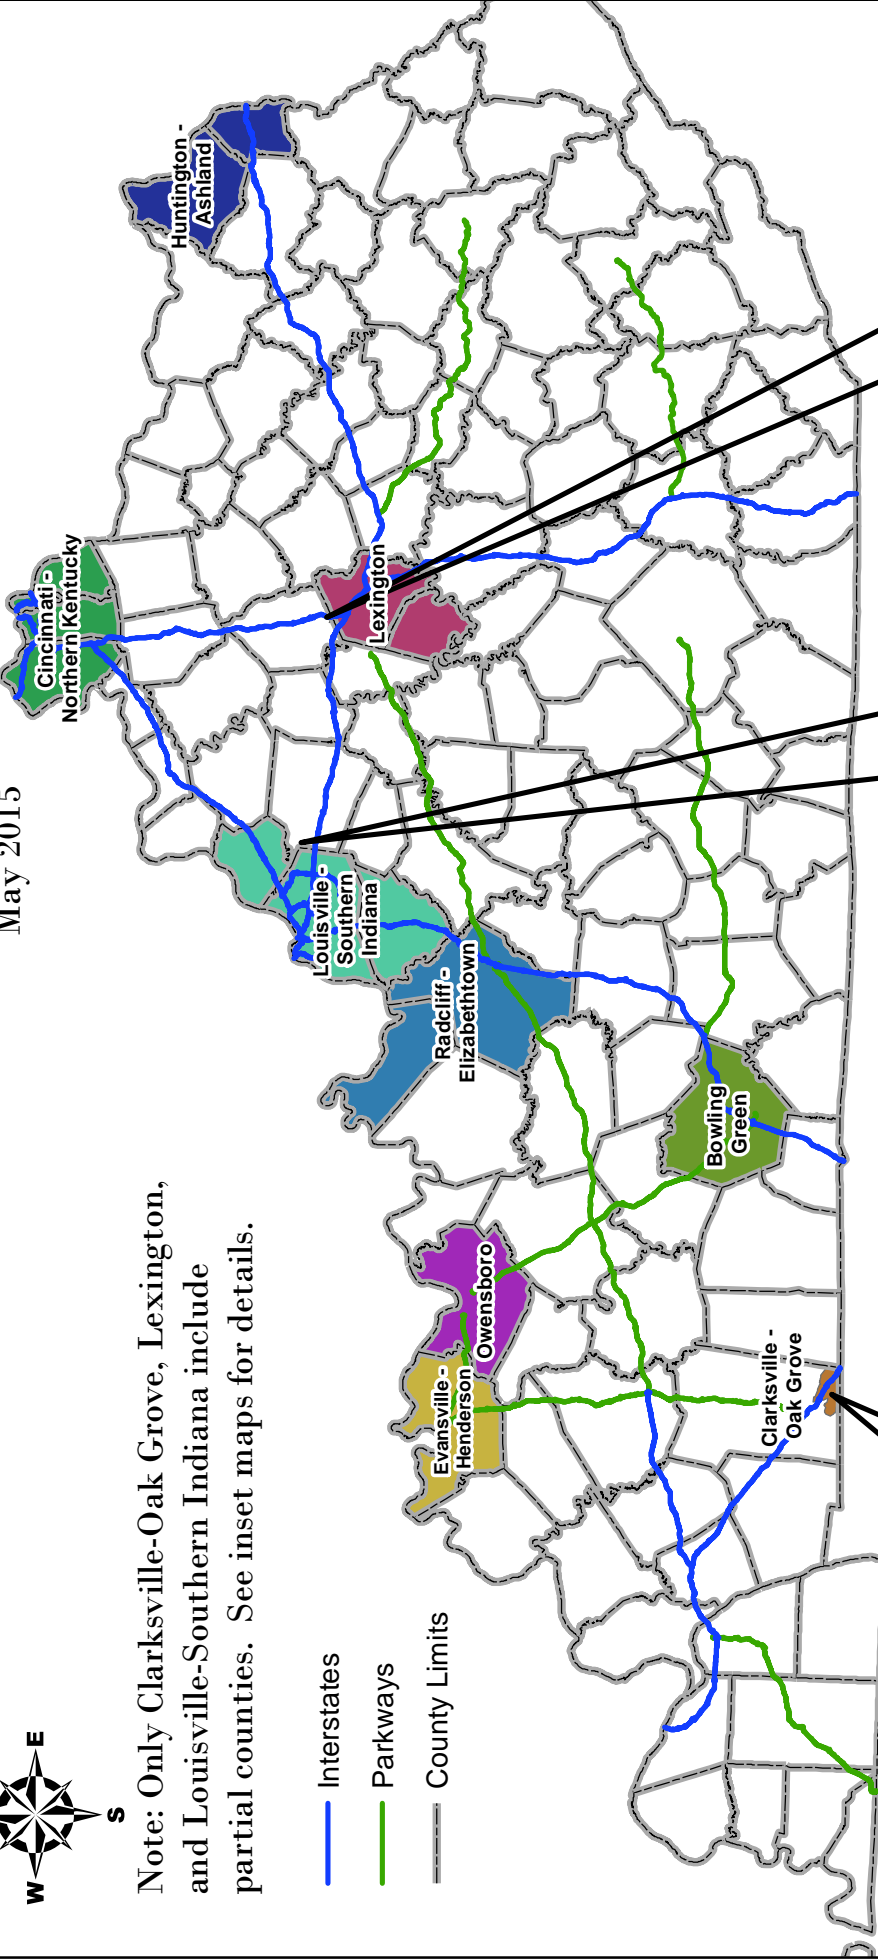 May 2015
W
E
S
Note: Only Clarksville-Oak Grove, Lexington,
and Louisville-Southern Indiana include
partial counties. See inset maps for details.
Interstates
Parkways
County Limits
Huntington -
Ashland
Cincinnati -
Northern Kentucky
Lexington
Louisville -
Southern
Indiana
Radcliff -
Elizabethtown
Bowling
Green
Owensboro
Evansville -
Henderson
Clarksville -
Oak Grove